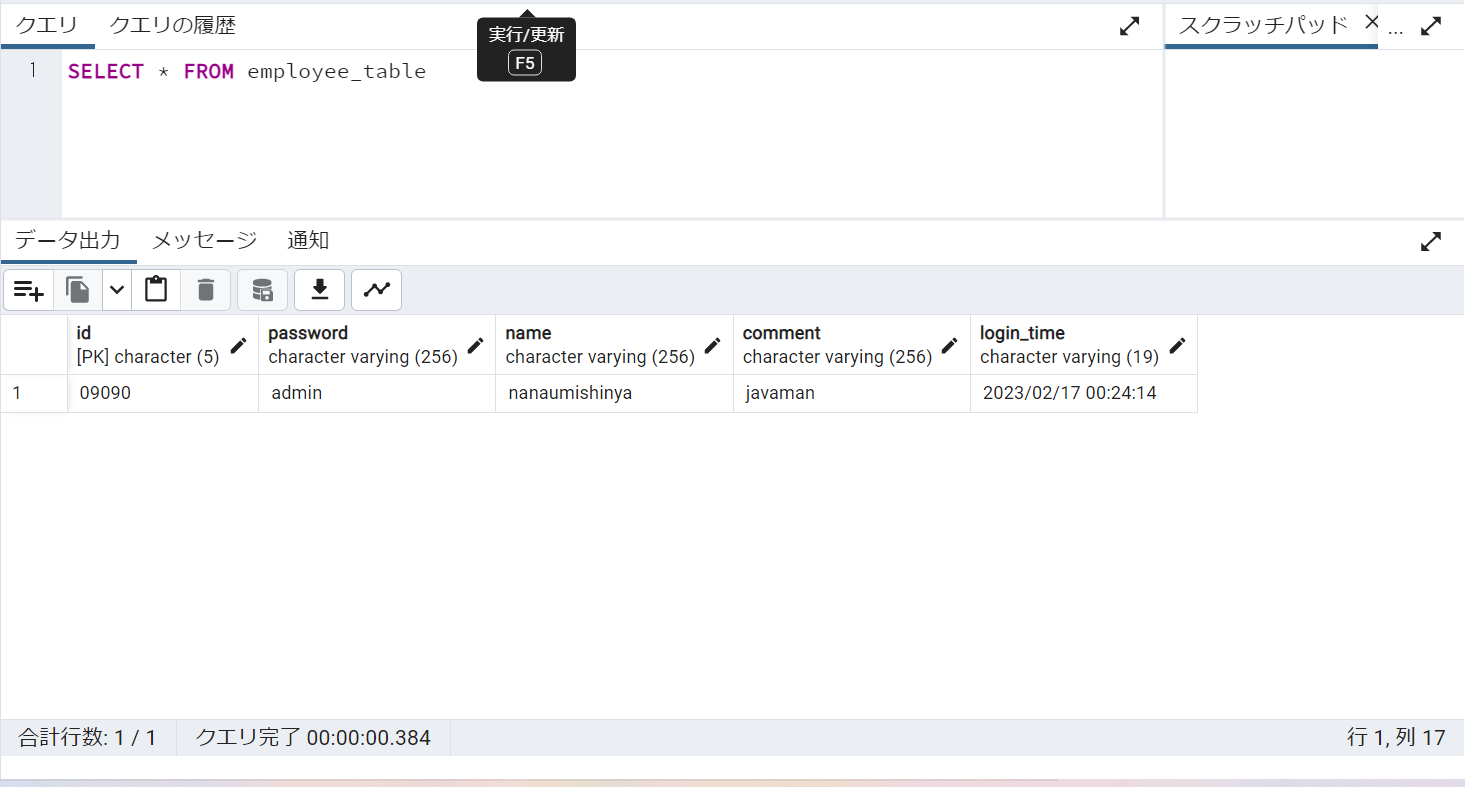 クエリ クエリの履歴
実行/更新
F5
スクラッチパッド × ...
1 SELECT * FROM employee_table
データ出力 メッセージ 通知
id password name comment login_time
[PK] character (5) character varying (256) character varying (256) character varying (256) character varying (19)
1 09090 admin nanaumishinya javaman 2023/02/17 00:24:14
合計行数: 1 / 1 クエリ完了 00:00:00.384 行 1, 列 17